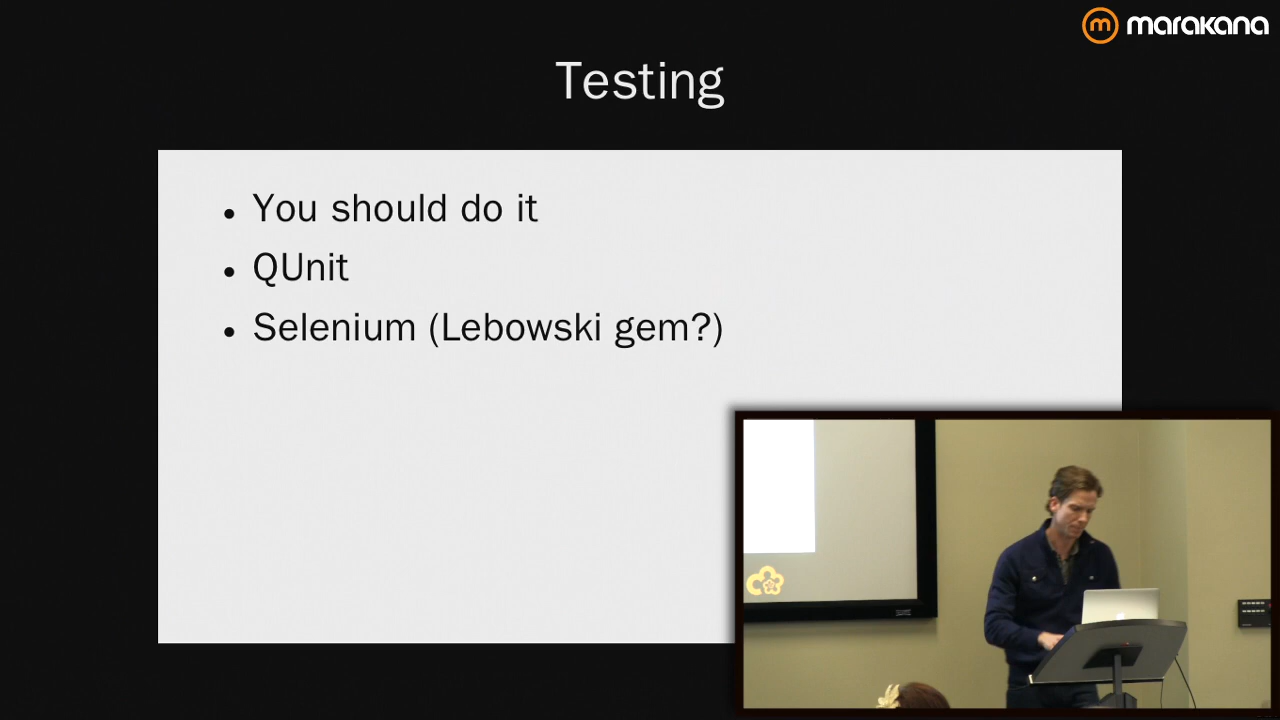 marakana
Testing
• You should do it
• QUnit
• Selenium (Lebowski gem?)